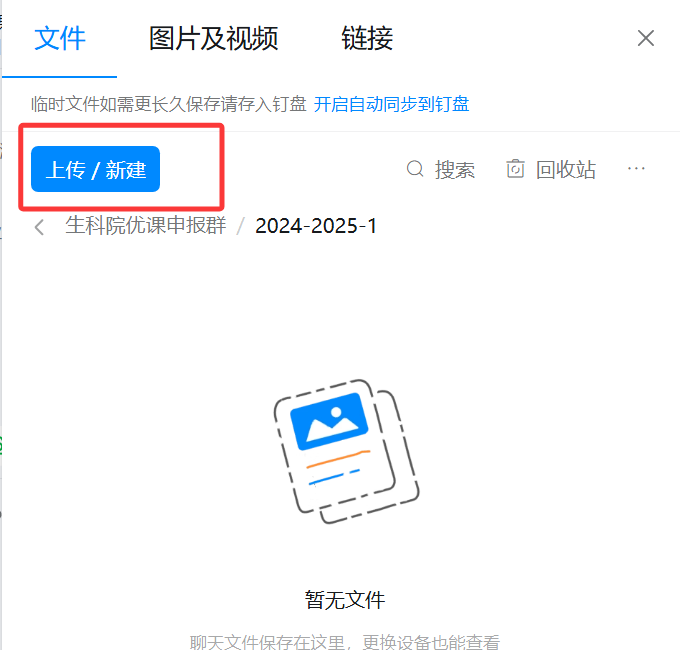 文件 图片及视频 链接
临时文件如需更长久保存请存入钉盘 开启自动同步到钉盘
上传 / 新建 搜索 回收站 ···
生科院优课申报群 / 2024-2025-1
暂无文件
聊天文件保存在这里，更换设备也能查看